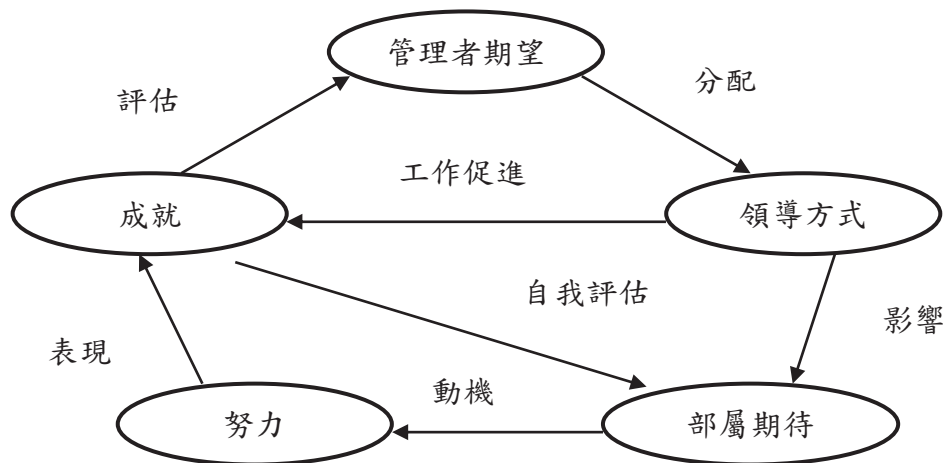 管理者期望
評估
分配
工作促進
成就
領導方式
自我評估
影響
表現
動機
努力
部屬期待